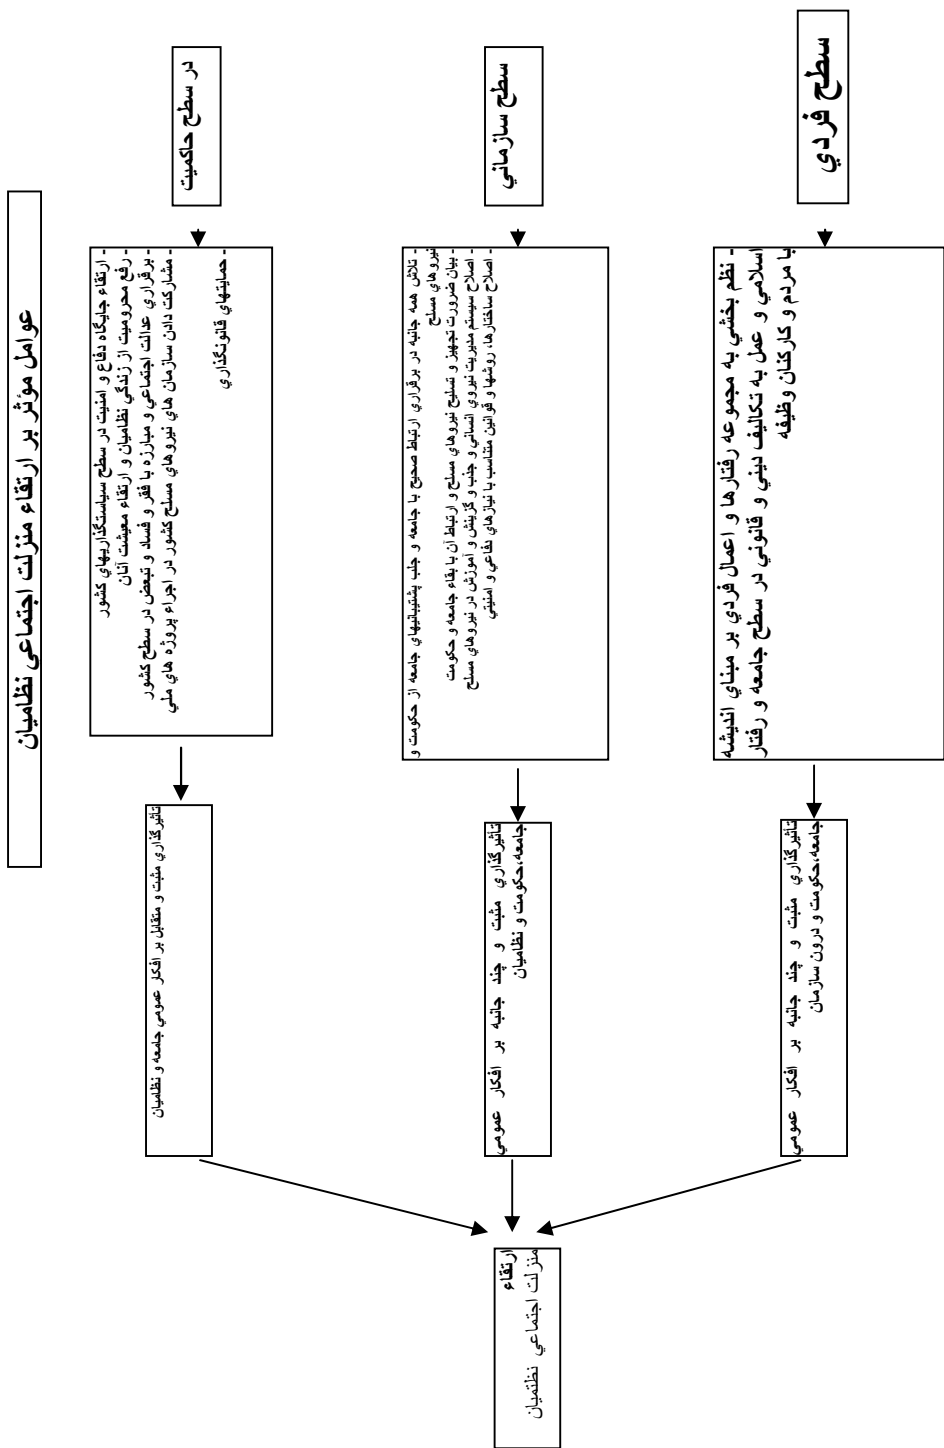 عوامل مؤثر بر ارتقاء منزلت اجتماعی نظامیان
در سطح حاکمیت
- ارتقاء جایگاه دفاع و امنیت در سطح سیاستگذاریهای کشور
- رفع محرومیت از زندگی نظامیان و ارتقاء معیشت آنان
- برقراری عدالت اجتماعی و مبارزه با فقر و فساد و تبعض در سطح کشور
- مشارکت دادن سازمان های نیروهای مسلح کشور در اجراء پروژه های ملی
- حمایتهای قانونگذاری
تأثیرگذاری مثبت و متقابل بر افکار عمومی جامعه و نظامیان
سطح سازمانی
- تلاش همه جانبه در برقراری ارتباط صحیح با جامعه و جلب پشتیبانیهای جامعه از حکومت و
نیروهای مسلح
- بیان ضرورت تجهیز و تسلیح نیروهای مسلح و ارتباط آن با بقاء جامعه و حکومت
- اصلاح سیستم مدیریت نیروی انسانی و جذب و گزینش و آموزش در نیروهای مسلح
- اصلاح ساختارها، روشها و قوانین متناسب با نیازهای دفاعی و امنیتی
تأثیرگذاری مثبت و چند جانبه بر افکار عمومی
جامعه،حکومت و نظامیان
سطح فردی
- نظم بخشی به مجموعه رفتارها و اعمال فردی بر مبنای اندیشه
اسلامی و عمل به تکالیف دینی و قانونی در سطح جامعه و رفتار
با مردم و کارکنان وظیفه
تأثیرگذاری مثبت و چند جانبه بر افکار عمومی
جامعه،حکومت و درون سازمان
ارتقاء
منزلت اجتماعی نظتمیان